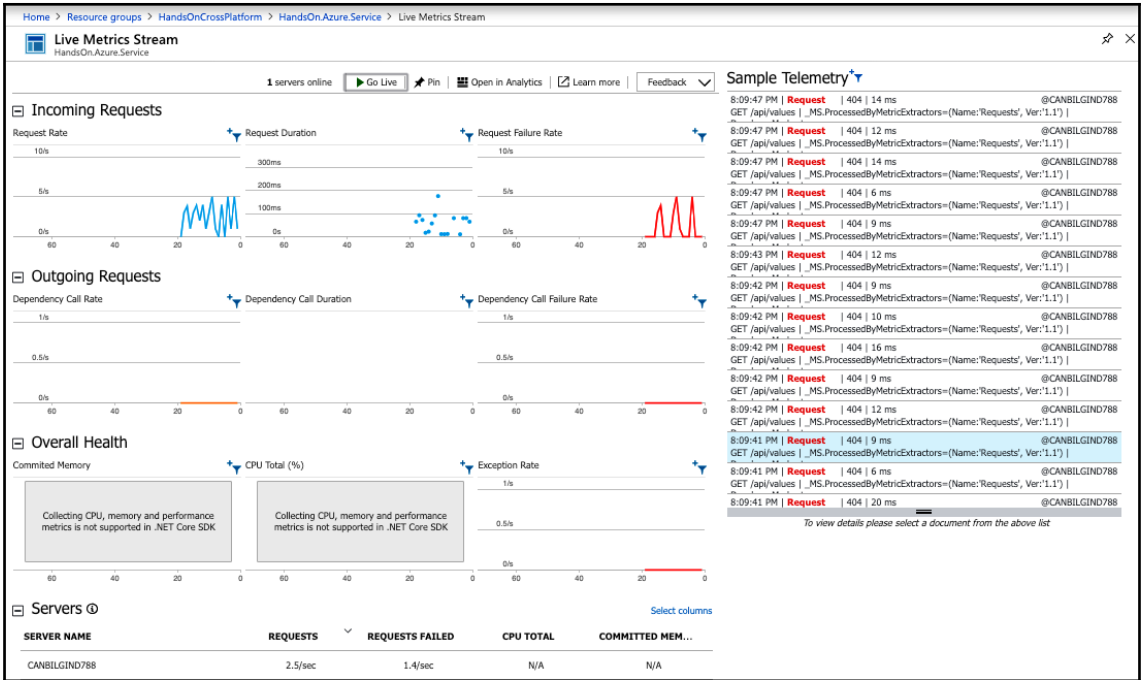 Home > Resource groups > HandsOnCrossPlatform > HandsOn.Azure.Service > Live Metrics Stream
Live Metrics Stream
HandsOn.Azure.Service
1 servers online Go Live Pin Open in Analytics Learn more Feedback
Incoming Requests
Request Rate Request Duration Request Failure Rate
10/s 300ms 10/s
200ms
5/s 100ms 5/s
0/s 0s 0/s
60 40 20 0 60 40 20 0 60 40 20 0
Outgoing Requests
Dependency Call Rate Dependency Call Duration Dependency Call Failure Rate
1/s 1/s
0.5/s 0.5/s
0/s 0/s
60 40 20 0 60 40 20 0 60 40 20 0
Overall Health
Commited Memory CPU Total (%) Exception Rate
1/s
Collecting CPU, memory and performance Collecting CPU, memory and performance
metrics is not supported in .NET Core SDK metrics is not supported in .NET Core SDK 0.5/s
0/s
60 40 20 0 60 40 20 0 60 40 20 0
Servers
Select columns
SERVER NAME REQUESTS REQUESTS FAILED CPU TOTAL COMMITTED MEM...
CANBILGIND788 2.5/sec 1.4/sec N/A N/A
Sample Telemetry
8:09:47 PM | Request | 404 | 14 ms @CANBILGIND788
GET /api/values | _MS.ProcessedByMetricExtractors=(Name:'Requests', Ver:'1.1') |
8:09:47 PM | Request | 404 | 12 ms @CANBILGIND788
GET /api/values | _MS.ProcessedByMetricExtractors=(Name:'Requests', Ver:'1.1') |
8:09:47 PM | Request | 404 | 14 ms @CANBILGIND788
GET /api/values | _MS.ProcessedByMetricExtractors=(Name:'Requests', Ver:'1.1') |
8:09:47 PM | Request | 404 | 6 ms @CANBILGIND788
GET /api/values | _MS.ProcessedByMetricExtractors=(Name:'Requests', Ver:'1.1') |
8:09:47 PM | Request | 404 | 9 ms @CANBILGIND788
GET /api/values | _MS.ProcessedByMetricExtractors=(Name:'Requests', Ver:'1.1') |
8:09:43 PM | Request | 404 | 12 ms @CANBILGIND788
GET /api/values | _MS.ProcessedByMetricExtractors=(Name:'Requests', Ver:'1.1') |
8:09:42 PM | Request | 404 | 9 ms @CANBILGIND788
GET /api/values | _MS.ProcessedByMetricExtractors=(Name:'Requests', Ver:'1.1') |
8:09:42 PM | Request | 404 | 10 ms @CANBILGIND788
GET /api/values | _MS.ProcessedByMetricExtractors=(Name:'Requests', Ver:'1.1') |
8:09:42 PM | Request | 404 | 16 ms @CANBILGIND788
GET /api/values | _MS.ProcessedByMetricExtractors=(Name:'Requests', Ver:'1.1') |
8:09:42 PM | Request | 404 | 9 ms @CANBILGIND788
GET /api/values | _MS.ProcessedByMetricExtractors=(Name:'Requests', Ver:'1.1') |
8:09:42 PM | Request | 404 | 12 ms @CANBILGIND788
GET /api/values | _MS.ProcessedByMetricExtractors=(Name:'Requests', Ver:'1.1') |
8:09:41 PM | Request | 404 | 9 ms @CANBILGIND788
GET /api/values | _MS.ProcessedByMetricExtractors=(Name:'Requests', Ver:'1.1') |
8:09:41 PM | Request | 404 | 6 ms @CANBILGIND788
GET /api/values | _MS.ProcessedByMetricExtractors=(Name:'Requests', Ver:'1.1') |
8:09:41 PM | Request | 404 | 20 ms @CANBILGIND788
To view details please select a document from the above list